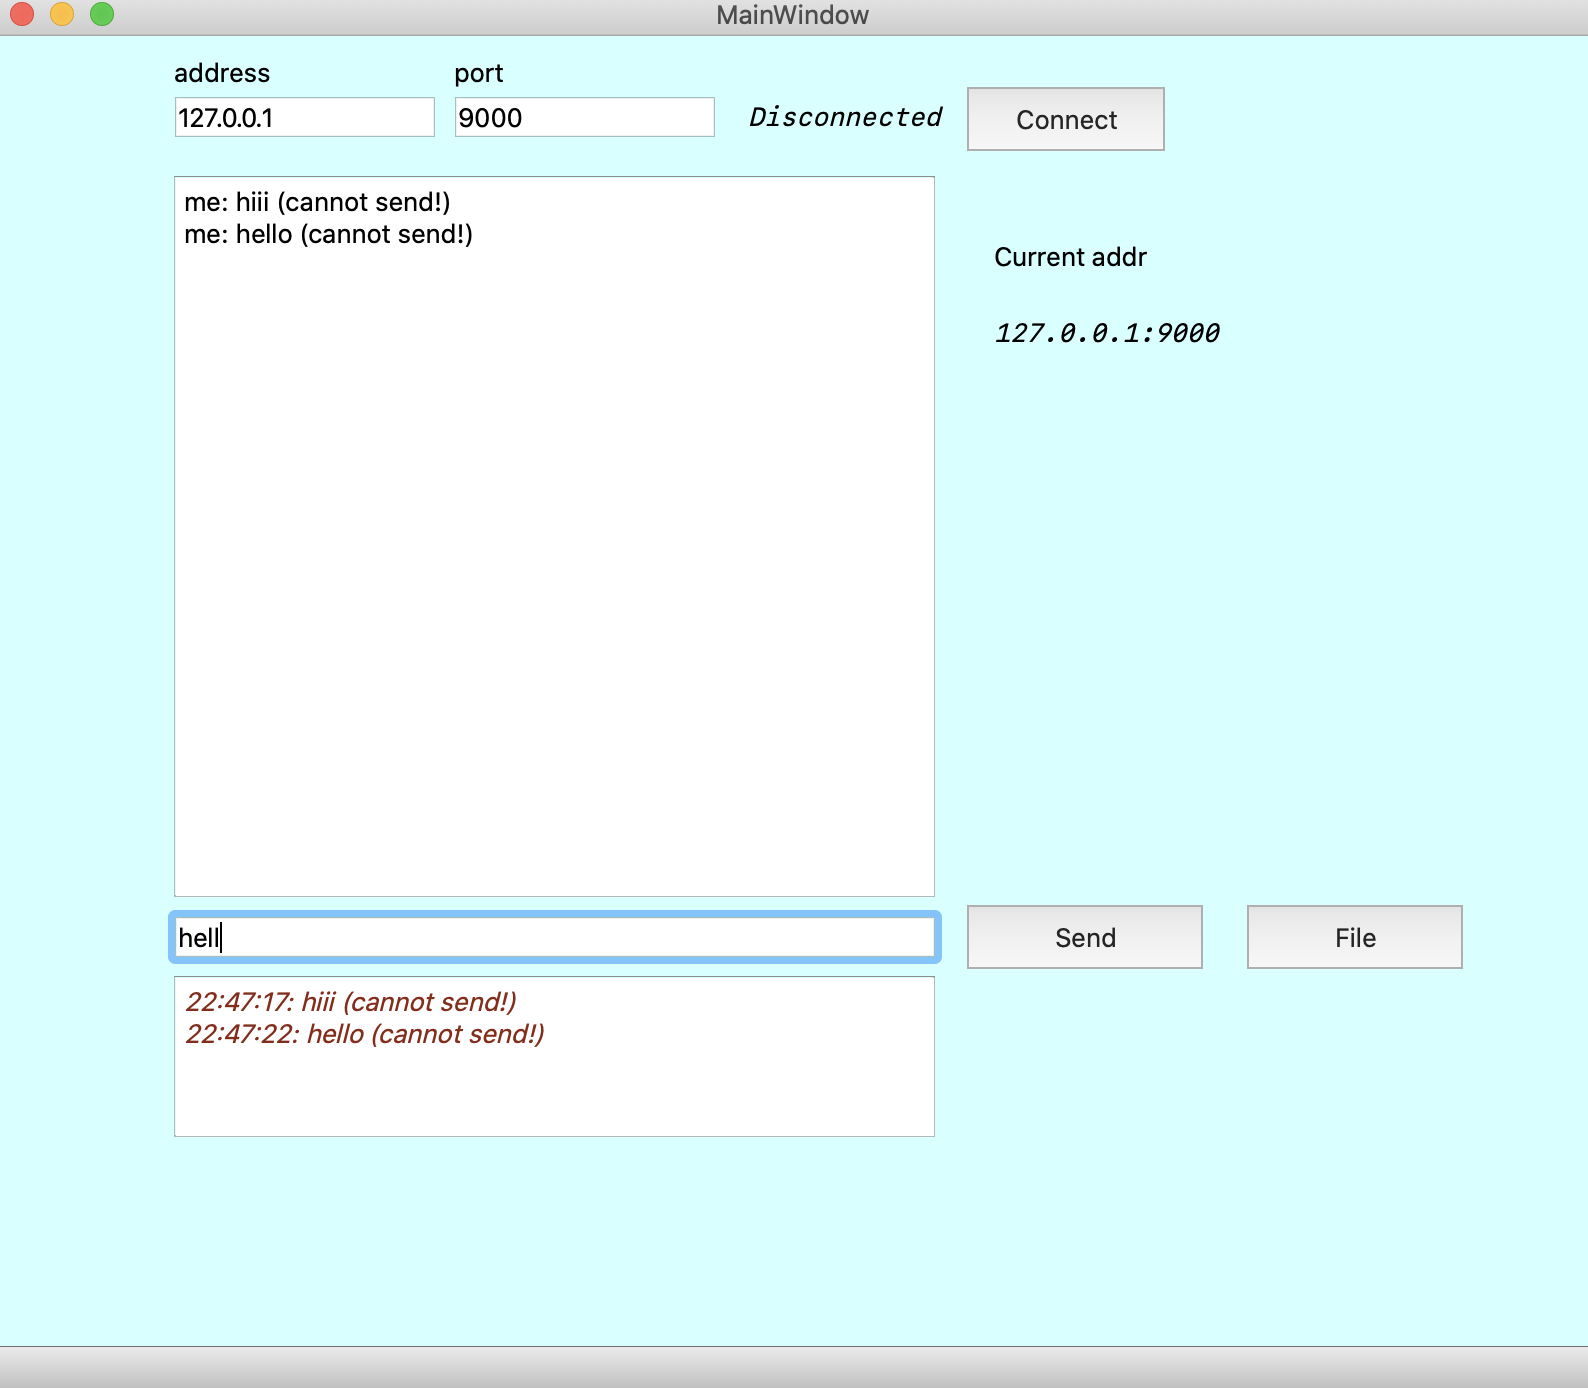 MainWindow
address port
127.0.0.1 9000 Disconnected Connect
me: hiii (cannot send!)
me: hello (cannot send!)
Current addr
127.0.0.1:9000
hell Send File
22:47:17: hiii (cannot send!)
22:47:22: hello (cannot send!)